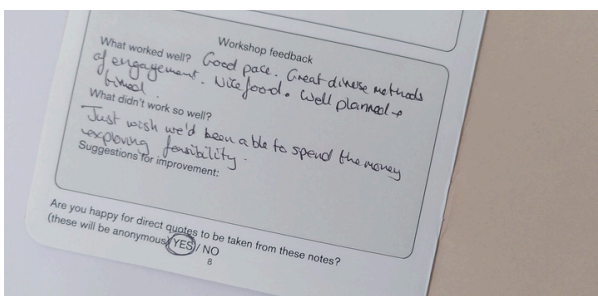 Workshop feedback
What worked well? Good pace. Great diverse methods
of engagement. Nice food. Well planned +
timed.
What didn't work so well?
Just wish we'd been able to spend the money
exploring feasibility.
Suggestions for improvement:
Are you happy for direct quotes to be taken from these notes?
(these will be anonymous) YES / NO
8